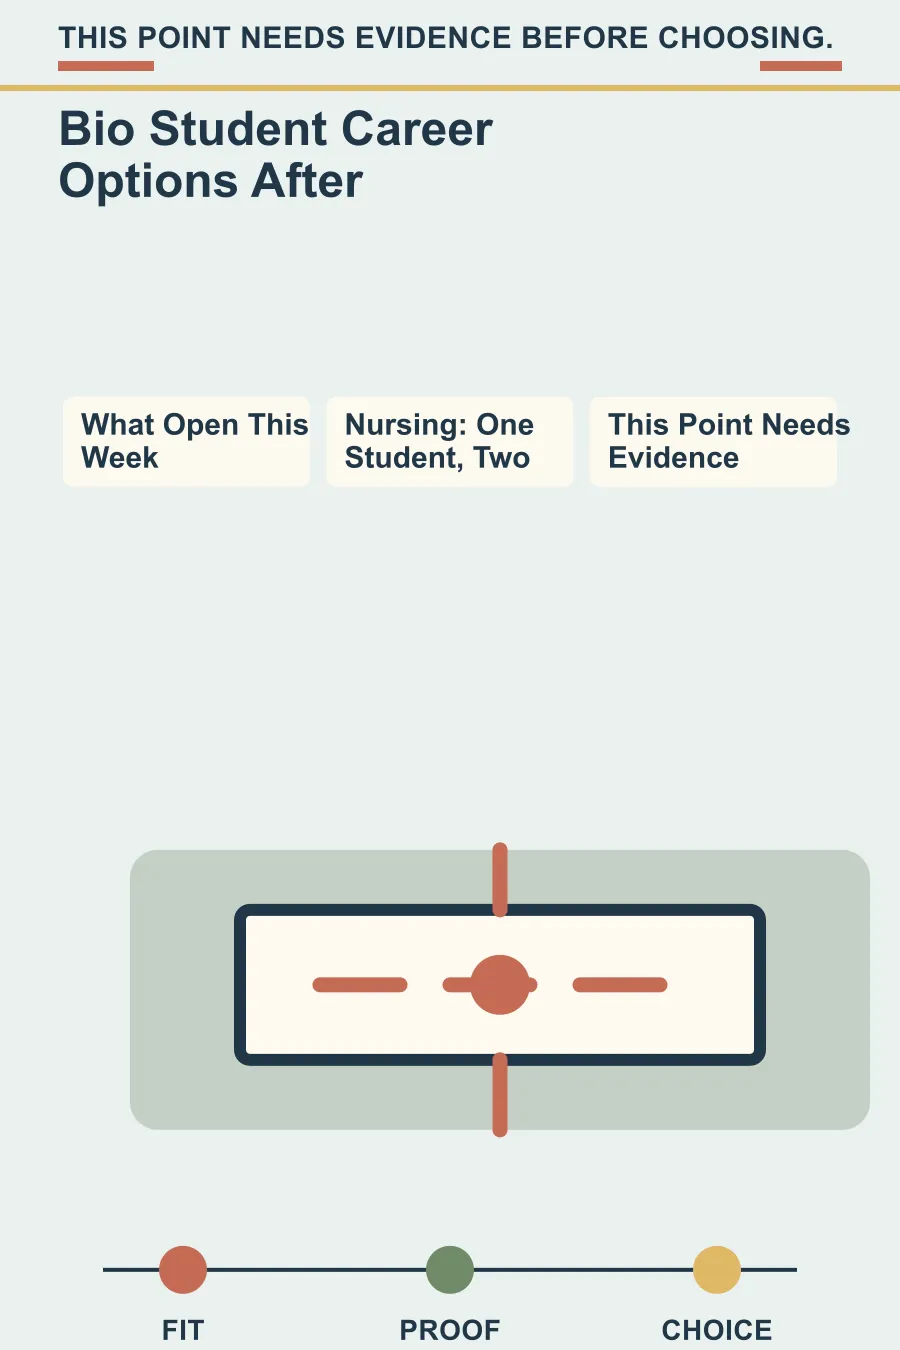 THIS POINT NEEDS EVIDENCE BEFORE CHOOSING.
Bio Student Career
Options After
What Open This
Week
Nursing: One
Student, Two
This Point Needs
Evidence
FIT
PROOF
CHOICE